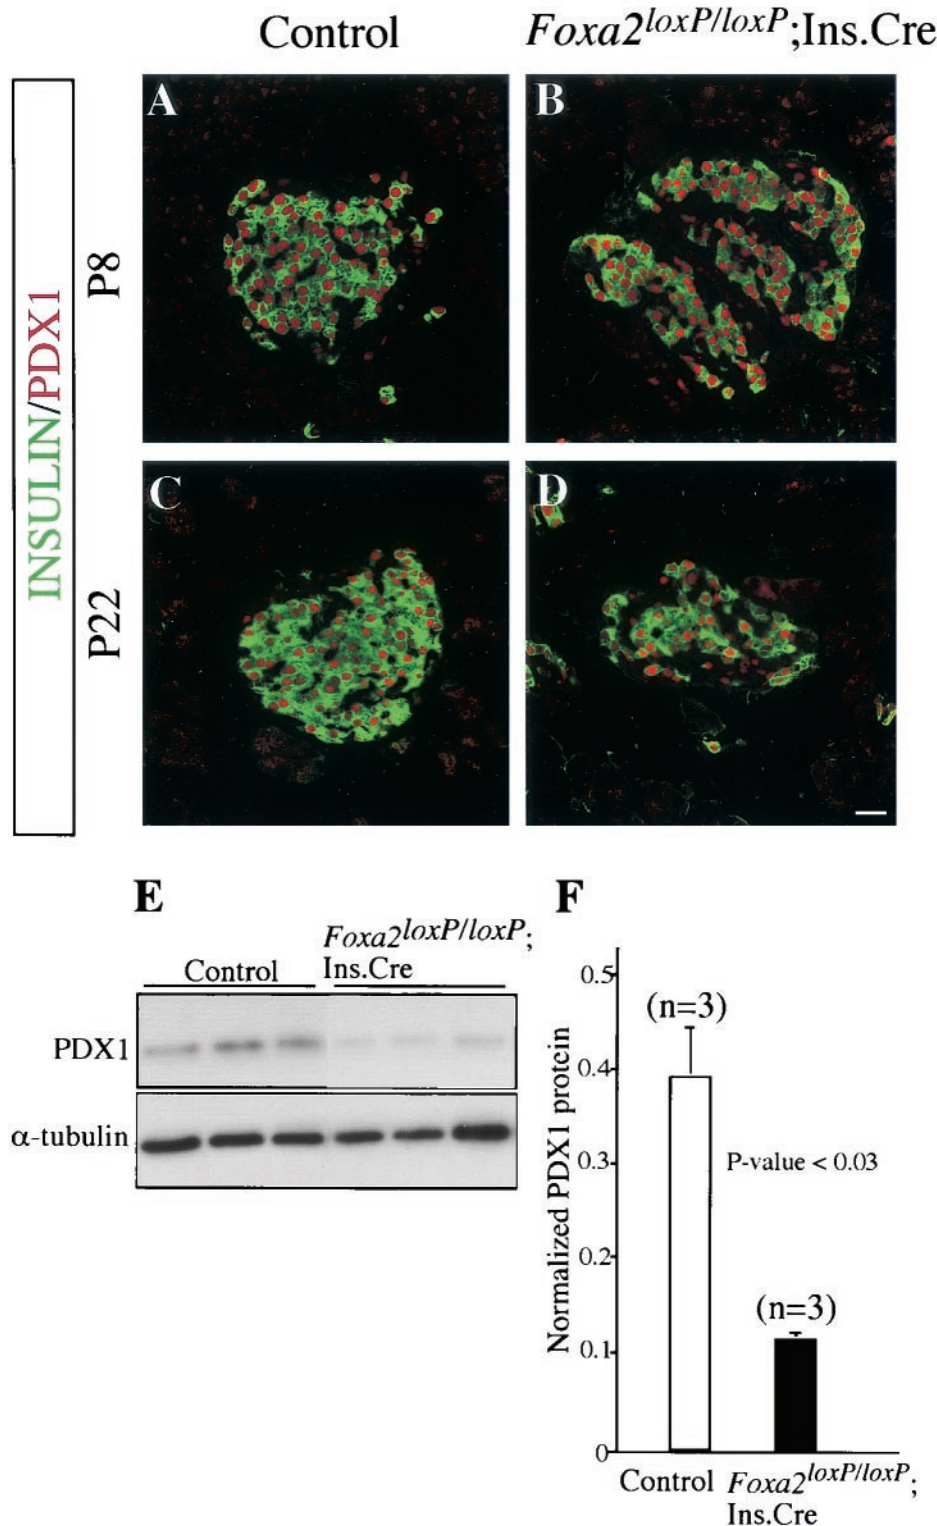 Control
Foxa2loxP/loxP;Ins.Cre
INSULIN/PDX1
P8
P22
A
B
C
D
E
Control
Foxa2loxP/loxP;
Ins.Cre
PDX1
α-tubulin
F
Normalized PDX1 protein
0.5
0.4
0.3
0.2
0.1
0
(n=3)
P-value < 0.03
(n=3)
Control
Foxa2loxP/loxP;
Ins.Cre